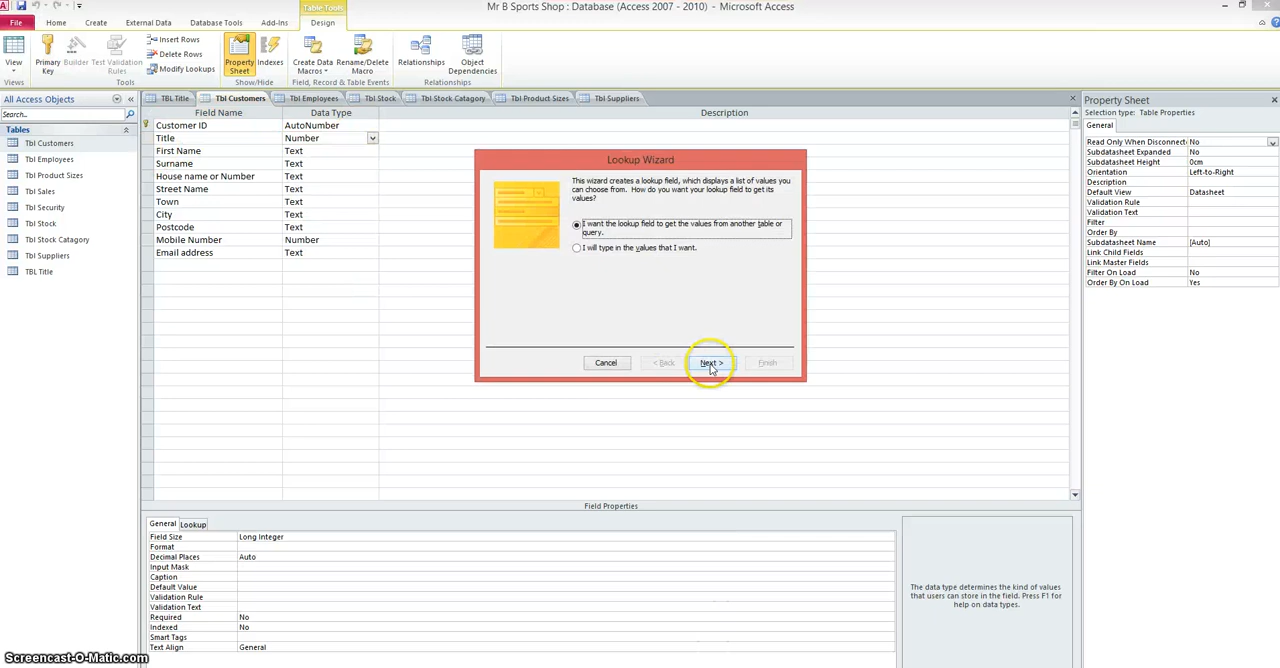 Table Tools
Mr B Sports Shop : Database (Access 2007 - 2010) - Microsoft Access
File Home Create External Data Database Tools Add-Ins Design
View
Primary Key
Builder
Test Validation Rules
Insert Rows
Delete Rows
Modify Lookups
Property Sheet
Indexes
Create Data Macros
Rename/Delete Macro
Relationships
Object Dependencies
Views Tools Show/Hide Field, Record & Table Events Relationships
All Access Objects
Search...
Tables
Tbl Customers
Tbl Employees
Tbl Product Sizes
Tbl Sales
Tbl Security
Tbl Stock
Tbl Stock Catagory
Tbl Suppliers
TBL Title
TBL Title Tbl Customers Tbl Employees Tbl Stock Tbl Stock Catagory Tbl Product Sizes Tbl Suppliers
Field Name Data Type Description
Customer ID AutoNumber
Title Number
First Name Text
Surname Text
House name or Number Text
Street Name Text
Town Text
City Text
Postcode Text
Mobile Number Number
Email address Text
Lookup Wizard
This wizard creates a lookup field, which displays a list of values you
can choose from. How do you want your lookup field to get its
values?
I want the lookup field to get the values from another table or
query.
I will type in the values that I want.
Cancel < Back Next > Finish
Property Sheet
Selection type: Table Properties
General
Read Only When Disconnect No
Subdatasheet Expanded No
Subdatasheet Height 0cm
Orientation Left-to-Right
Description
Default View Datasheet
Validation Rule
Validation Text
Filter
Order By
Subdatasheet Name [Auto]
Link Child Fields
Link Master Fields
Filter On Load No
Order By On Load Yes
Field Properties
General Lookup
Field Size Long Integer
Format
Decimal Places Auto
Input Mask
Caption
Default Value
Validation Rule
Validation Text
Required No
Indexed No
Smart Tags
Text Align General
The data type determines the kind of values
that users can store in the field. Press F1 for
help on data types.
Screencast-O-Matic.com